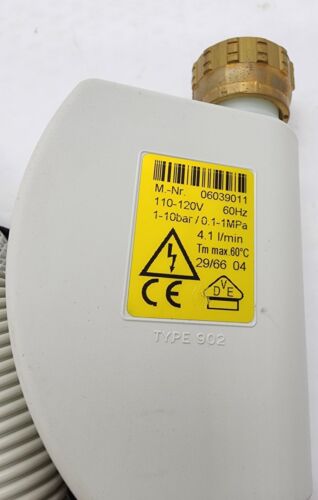 M.-Nr. 06039011
110-120V 60Hz
1-10bar / 0.1-1MPa
4.1 l/min
Tm max.60°C
29/66 04
CE
DVE
TYPE 902